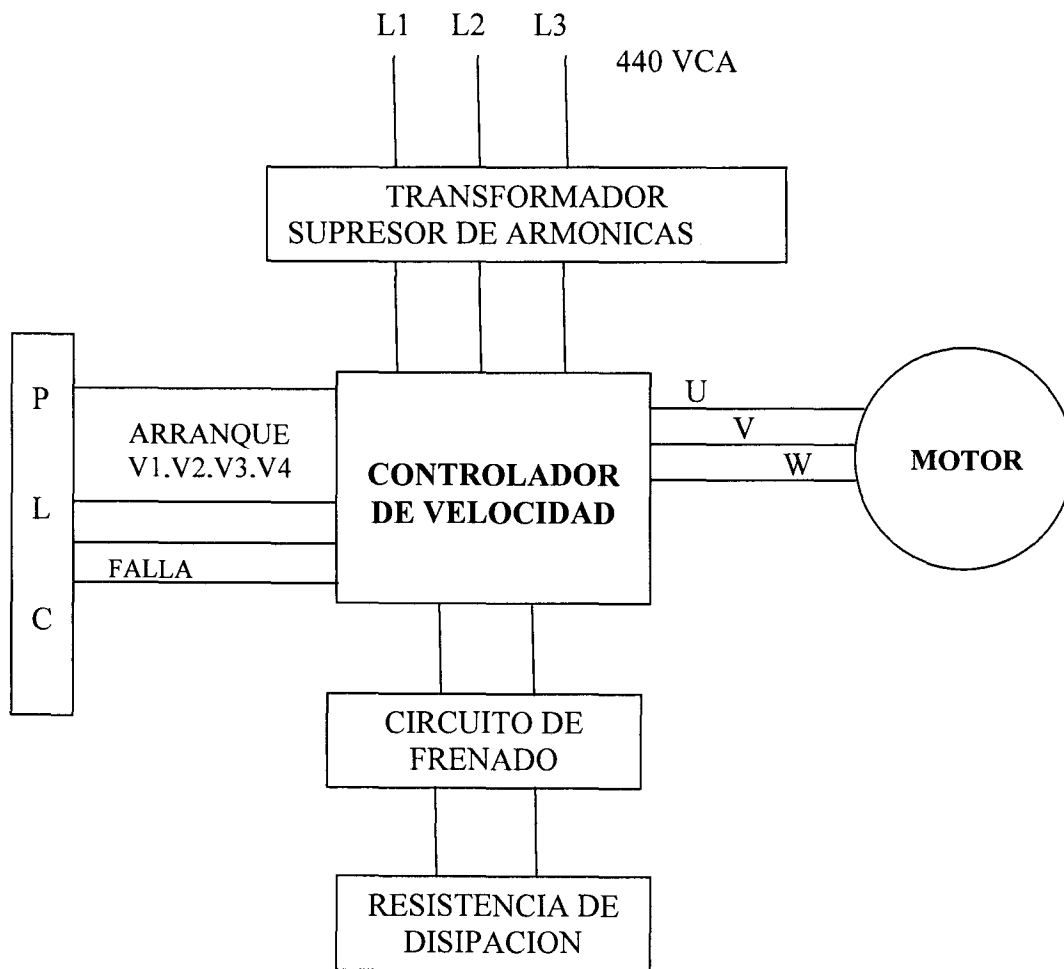 L1 L2 L3
440 VCA
TRANSFORMADOR
SUPRESOR DE ARMONICAS
P
L
C
ARRANQUE
V1.V2.V3.V4
FALLA
CONTROLADOR
DE VELOCIDAD
U
V
W
MOTOR
CIRCUITO DE
FRENADO
RESISTENCIA DE
DISIPACION